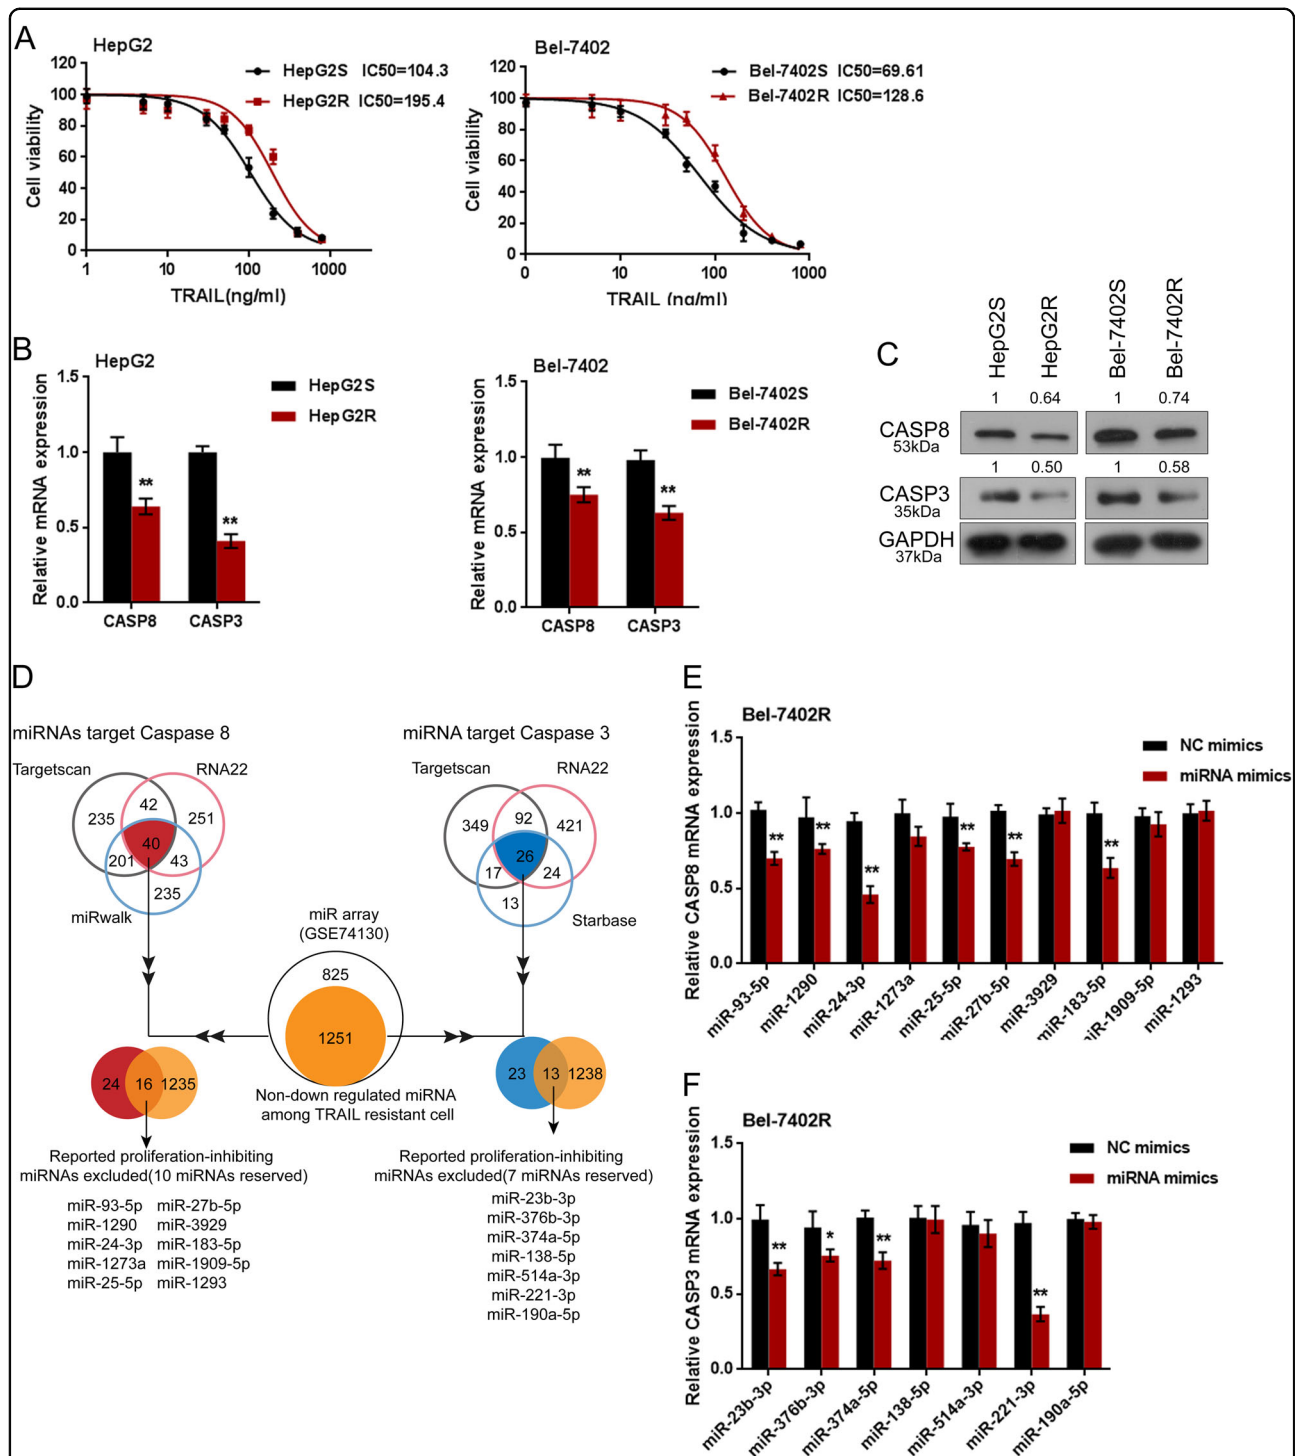 A
HepG2
HepG2S IC50=104.3
HepG2R IC50=195.4
Cell viability
120
100
80
60
40
20
0
1 10 100 1000
TRAIL(ng/ml)
Bel-7402
Bel-7402S IC50=69.61
Bel-7402R IC50=128.6
Cell viability
120
100
80
60
40
20
0
0 10 100 1000
TRAIL (ng/ml)
B
HepG2
HepG2S
HepG2R
Relative mRNA expression
1.5
1.0
0.5
0.0
** **
CASP8 CASP3
Bel-7402
Bel-7402S
Bel-7402R
Relative mRNA expression
1.5
1.0
0.5
0.0
** **
CASP8 CASP3
C
HepG2S HepG2R Bel-7402S Bel-7402R
1 0.64 1 0.74
CASP8
53kDa
1 0.50 1 0.58
CASP3
35kDa
GAPDH
37kDa
D
miRNAs target Caspase 8
Targetscan RNA22
42
235 251
40
201 43
235
miRwalk
miRNA target Caspase 3
Targetscan RNA22
92
349 421
26
17 24
13
Starbase
miR array
(GSE74130)
825
1251
Non-down regulated miRNA
among TRAIL resistant cell
24 16 1235
23 13 1238
Reported proliferation-inhibiting
miRNAs excluded(10 miRNAs reserved)
miR-93-5p miR-27b-5p
miR-1290 miR-3929
miR-24-3p miR-183-5p
miR-1273a miR-1909-5p
miR-25-5p miR-1293
Reported proliferation-inhibiting
miRNAs excluded(7 miRNAs reserved)
miR-23b-3p
miR-376b-3p
miR-374a-5p
miR-138-5p
miR-514a-3p
miR-221-3p
miR-190a-5p
E
Bel-7402R
NC mimics
miRNA mimics
Relative CASP8 mRNA expression
1.5
1.0
0.5
0.0
** ** ** ** ** **
miR-93-5p miR-1290 miR-24-3p miR-1273a miR-25-5p miR-27b-5p miR-3929 miR-183-5p miR-1909-5p miR-1293
F
Bel-7402R
NC mimics
miRNA mimics
Relative CASP3 mRNA expression
1.5
1.0
0.5
0.0
** * ** **
miR-23b-3p miR-376b-3p miR-374a-5p miR-138-5p miR-514a-3p miR-221-3p miR-190a-5p